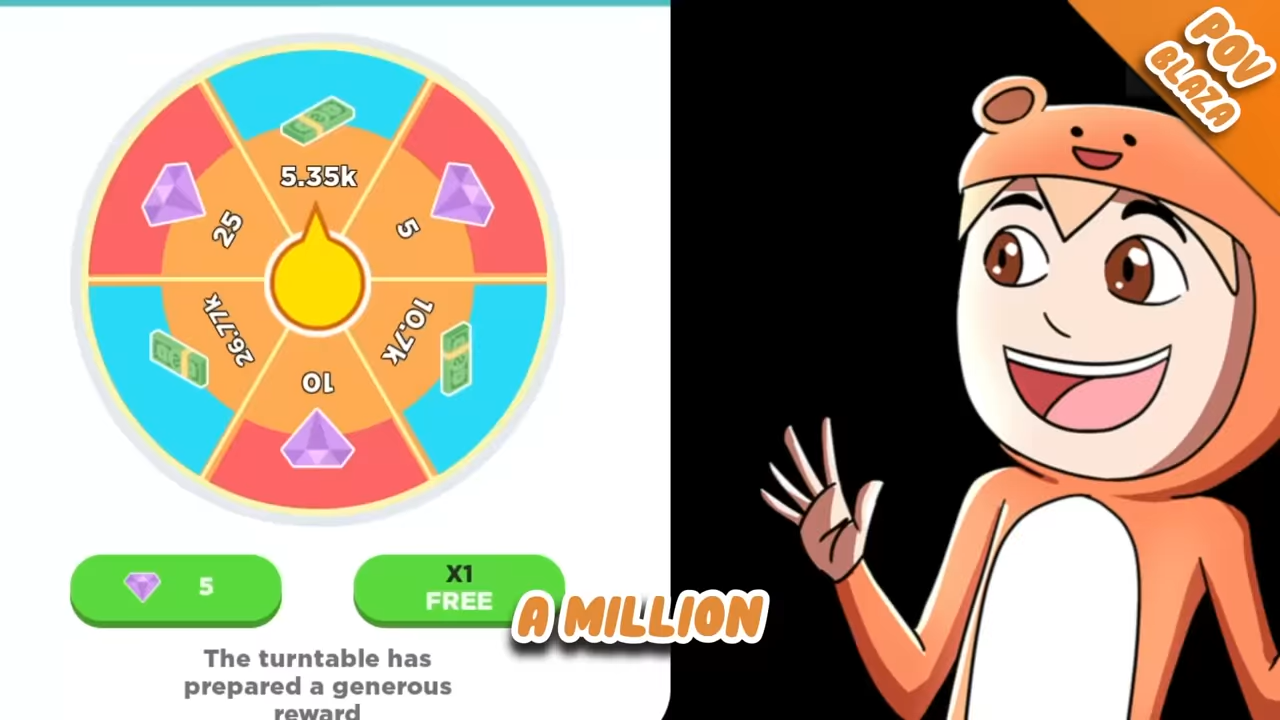 POV
BLAZA
5.35k
25
5
26.77k
10.7k
10
5
X1
FREE
A MILLION
The turntable has
prepared a generous
reward